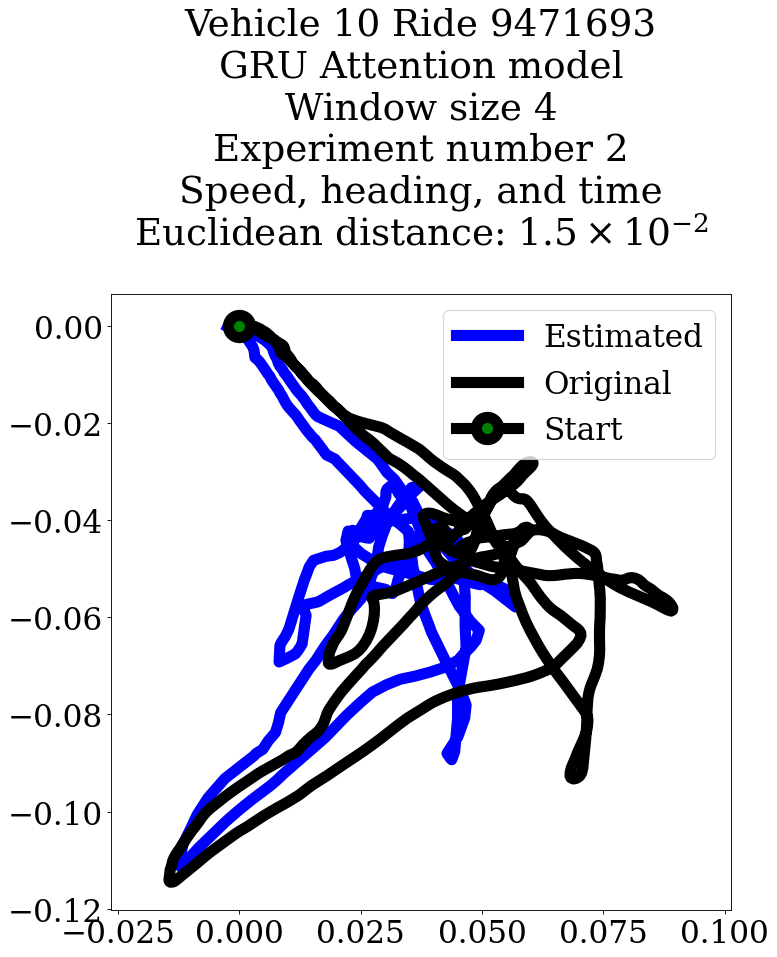 Vehicle 10 Ride 9471693
GRU Attention model
Window size 4
Experiment number 2
Speed, heading, and time
Euclidean distance: 1.5 × 10⁻²
Estimated
Original
Start
0.00
−0.02
−0.04
−0.06
−0.08
−0.10
−0.12
−0.025 0.000 0.025 0.050 0.075 0.100